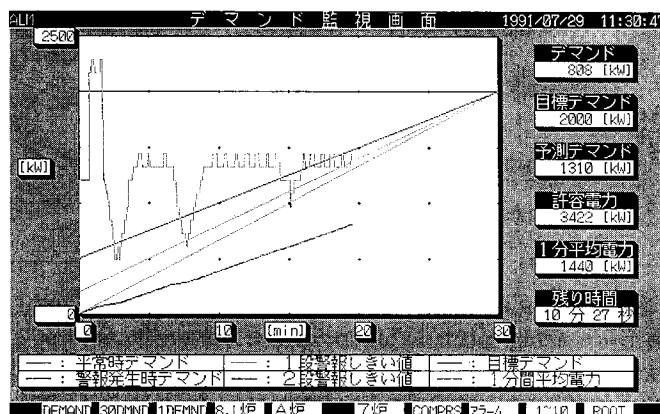 ALM デマンド監視画面 1991/07/29 11:30:4
2500
[kW]
0
0 10 [min] 20 30
デマンド
808 [kW]
目標デマンド
2000 [kW]
予測デマンド
1310 [kW]
許容電力
3422 [kW]
1分平均電力
1440 [kW]
残り時間
10 分 27 秒
── : 平常時デマンド ── : 1段警報しきい値 ── : 目標デマンド
── : 警報発生時デマンド ── : 2段警報しきい値 ── : 1分間平均電力
DEMAND 30DMND 1DEMND COMPRS アラーム 1~10 ROOT